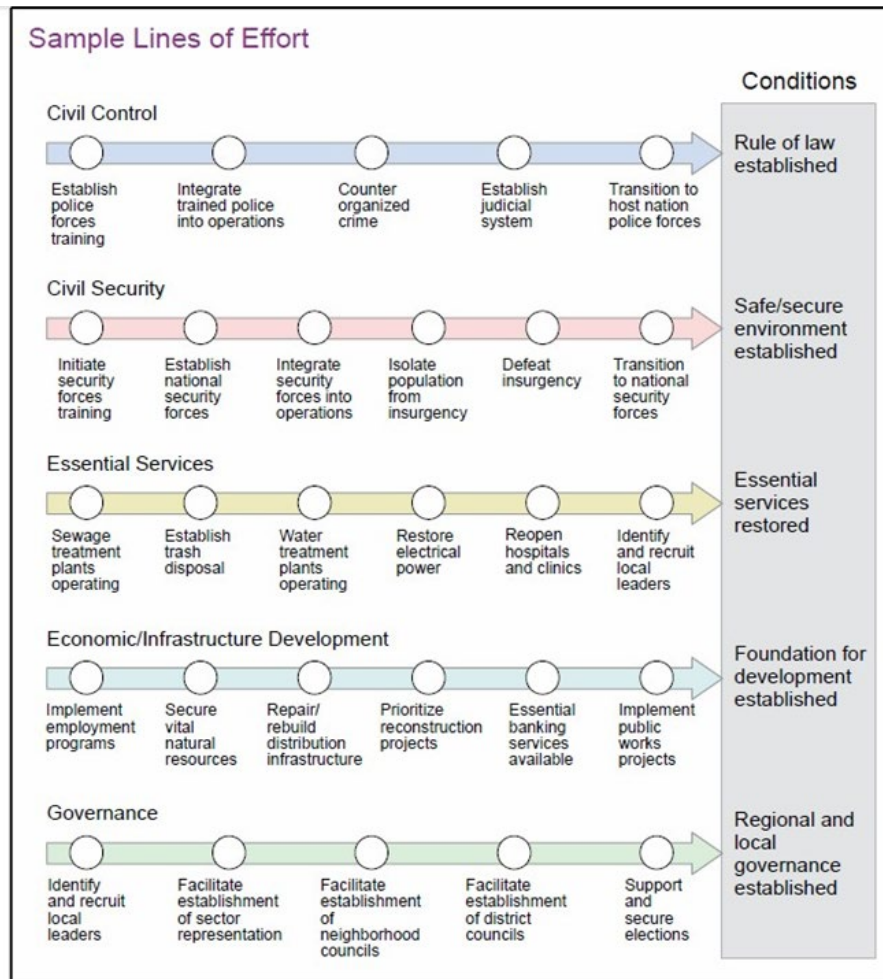 Sample Lines of Effort
Conditions
Civil Control
Establish
police
forces
training
Integrate
trained police
into operations
Counter
organized
crime
Establish
judicial
system
Transition to
host nation
police forces
Rule of law
established
Civil Security
Initiate
security
forces
training
Establish
national
security
forces
Integrate
security
forces into
operations
Isolate
population
from
insurgency
Defeat
insurgency
Transition
to national
security
forces
Safe/secure
environment
established
Essential Services
Sewage
treatment
plants
operating
Establish
trash
disposal
Water
treatment
plants
operating
Restore
electrical
power
Reopen
hospitals
and clinics
Identify
and recruit
local
leaders
Essential
services
restored
Economic/Infrastructure Development
Implement
employment
programs
Secure
vital
natural
resources
Repair/
rebuild
distribution
infrastructure
Prioritize
reconstruction
projects
Essential
banking
services
available
Implement
public
works
projects
Foundation for
development
established
Governance
Identify
and recruit
local
leaders
Facilitate
establishment
of sector
representation
Facilitate
establishment
of
neighborhood
councils
Facilitate
establishment
of district
councils
Support
and
secure
elections
Regional and
local
governance
established